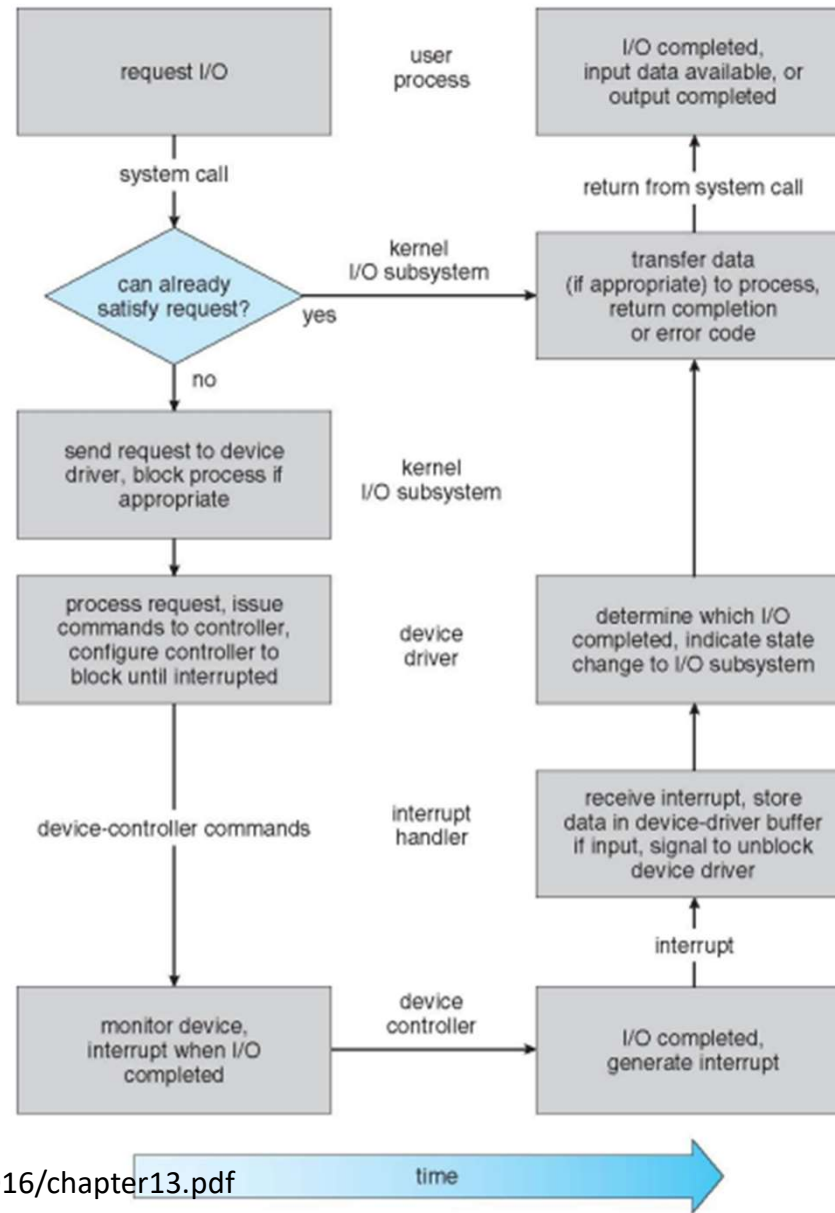 request I/O
user
process
I/O completed,
input data available, or
output completed
system call
return from system call
can already
satisfy request?
kernel
I/O subsystem
yes
transfer data
(if appropriate) to process,
return completion
or error code
no
send request to device
driver, block process if
appropriate
kernel
I/O subsystem
process request, issue
commands to controller,
configure controller to
block until interrupted
device
driver
determine which I/O
completed, indicate state
change to I/O subsystem
device-controller commands
interrupt
handler
receive interrupt, store
data in device-driver buffer
if input, signal to unblock
device driver
interrupt
monitor device,
interrupt when I/O
completed
device
controller
I/O completed,
generate interrupt
16/chapter13.pdf
time